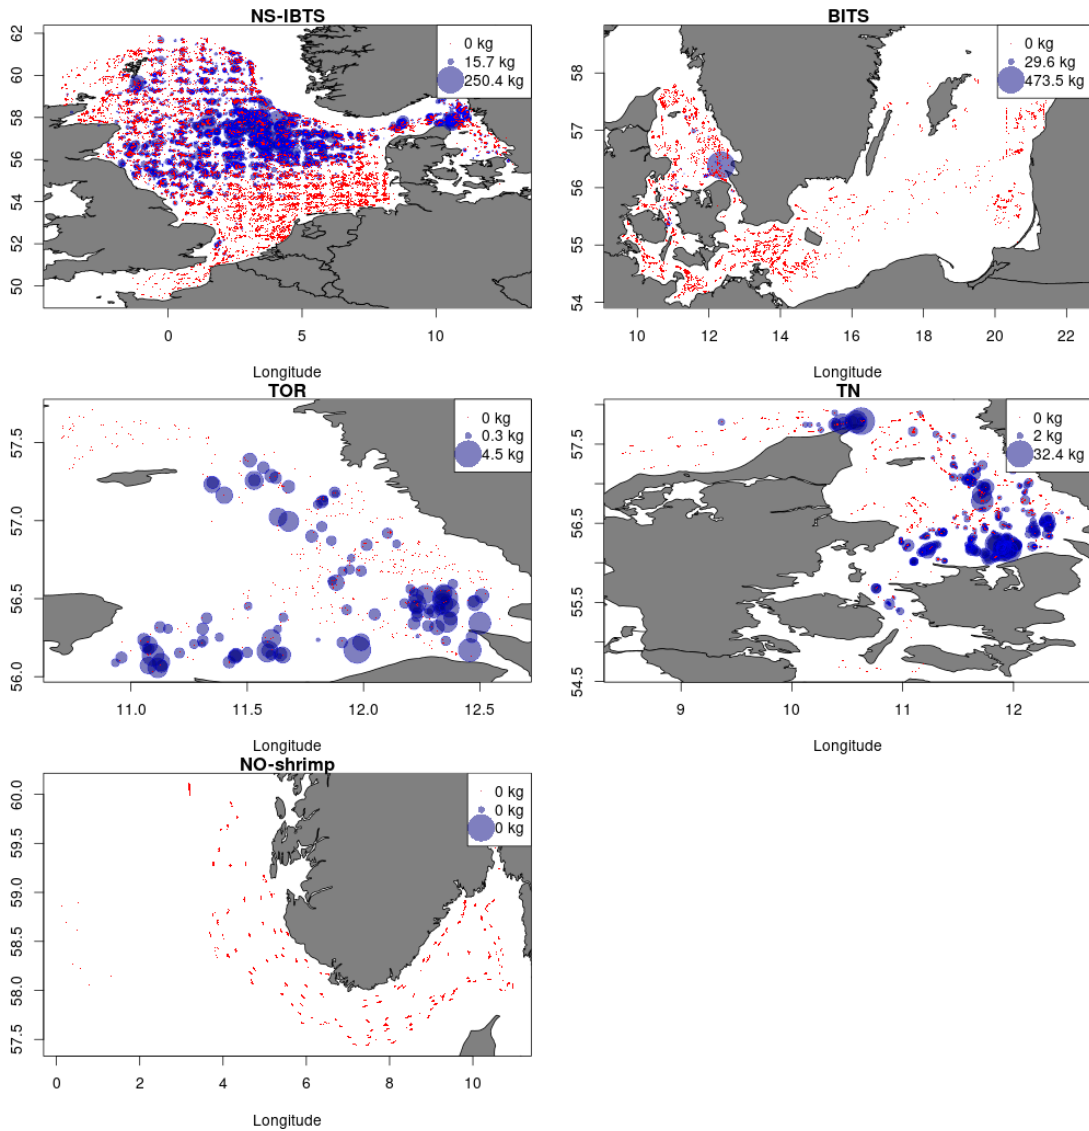 NS-IBTS
62
60
58
56
54
52
50
0 kg
15.7 kg
250.4 kg
0
5
10
Longitude
BITS
58
57
56
55
54
0 kg
29.6 kg
473.5 kg
10
12
14
16
18
20
22
Longitude
TOR
57.5
57.0
56.5
56.0
0 kg
0.3 kg
4.5 kg
11.0
11.5
12.0
12.5
Longitude
TN
57.5
56.5
55.5
54.5
0 kg
2 kg
32.4 kg
9
10
11
12
Longitude
NO-shrimp
60.0
59.5
59.0
58.5
58.0
57.5
0 kg
0 kg
0 kg
0
2
4
6
8
10
Longitude